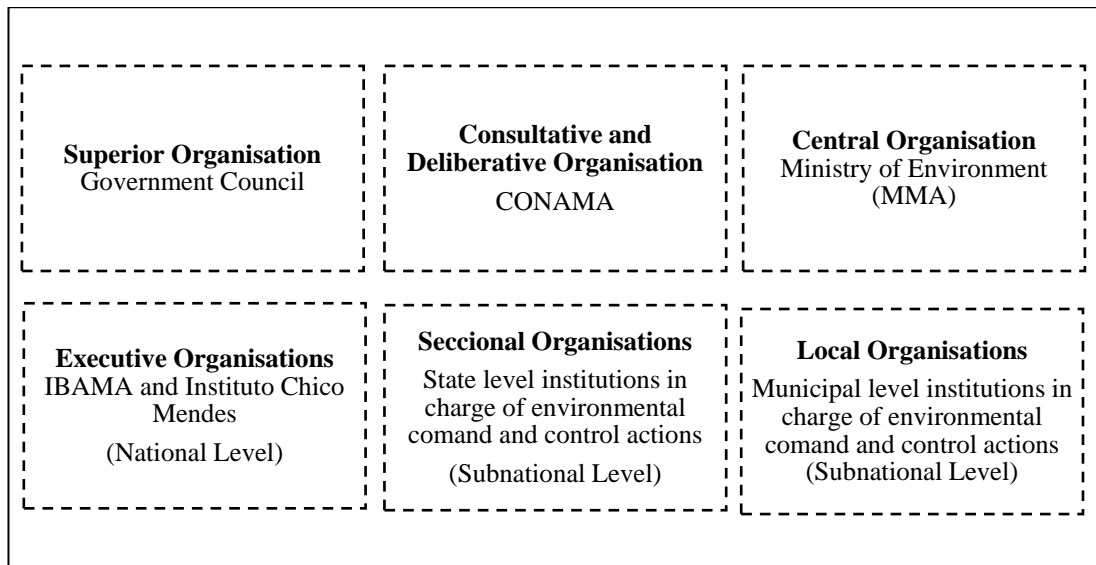 Superior Organisation
Government Council
Consultative and
Deliberative Organisation
CONAMA
Central Organisation
Ministry of Environment
(MMA)
Executive Organisations
IBAMA and Instituto Chico
Mendes
(National Level)
Seccional Organisations
State level institutions in
charge of environmental
comand and control actions
(Subnational Level)
Local Organisations
Municipal level institutions in
charge of environmental
comand and control actions
(Subnational Level)